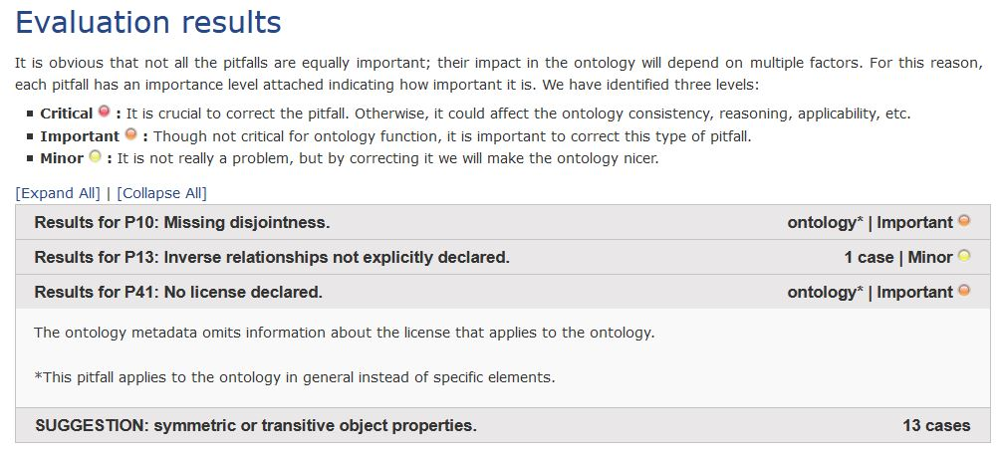 Evaluation results
It is obvious that not all the pitfalls are equally important; their impact in the ontology will depend on multiple factors. For this reason,
each pitfall has an importance level attached indicating how important it is. We have identified three levels:
Critical : It is crucial to correct the pitfall. Otherwise, it could affect the ontology consistency, reasoning, applicability, etc.
Important : Though not critical for ontology function, it is important to correct this type of pitfall.
Minor : It is not really a problem, but by correcting it we will make the ontology nicer.
[Expand All] | [Collapse All]
Results for P10: Missing disjointness. ontology* | Important
Results for P13: Inverse relationships not explicitly declared. 1 case | Minor
Results for P41: No license declared. ontology* | Important
The ontology metadata omits information about the license that applies to the ontology.
*This pitfall applies to the ontology in general instead of specific elements.
SUGGESTION: symmetric or transitive object properties. 13 cases